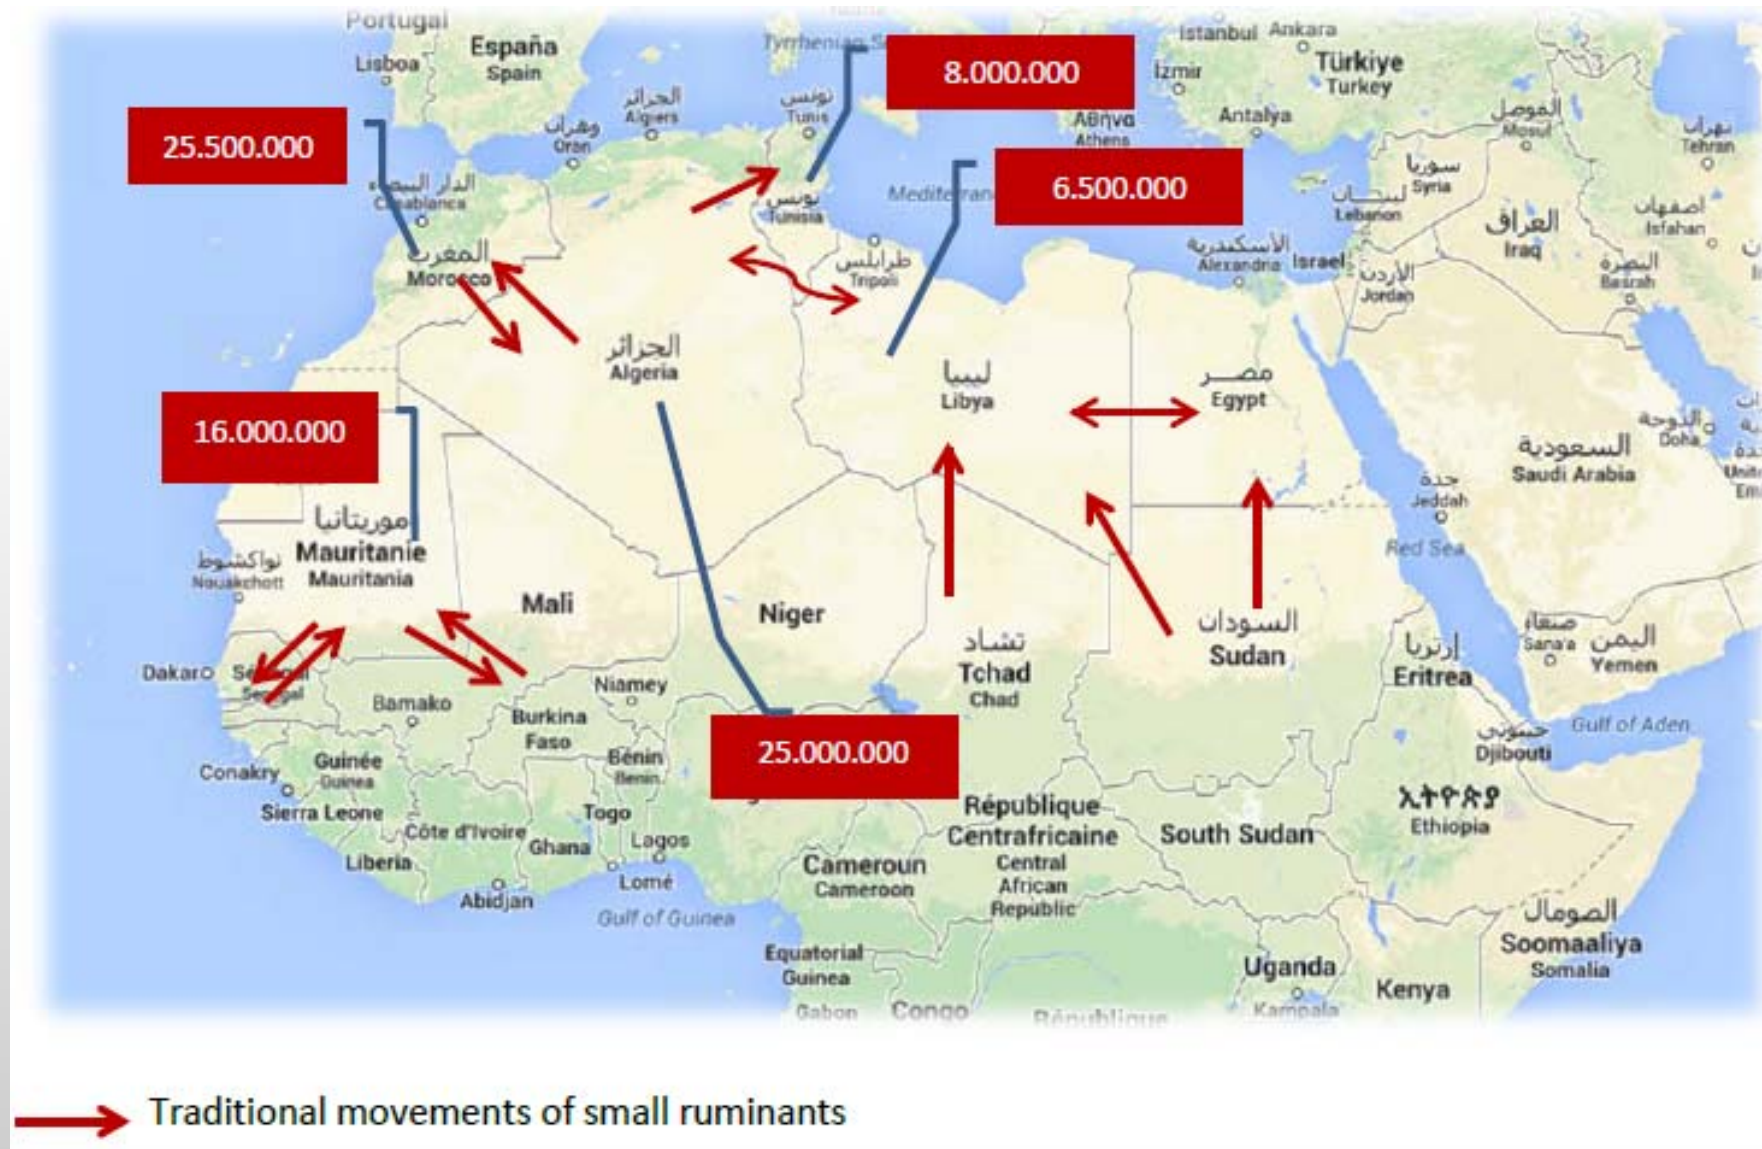 Portugal
España
Spain
Lisboa
Tyrrhenian
Istanbul
Ankara
Türkiye
Turkey
İzmir
Antalya
8.000.000
25.500.000
الجزائر
Algiers
وهران
Oran
تونس
Tunis
Αθήνα
Athens
الموصل
Mosul
تهران
Tehran
سوريا
Syria
لبنان
Lebanon
6.500.000
العراق
Iraq
اصفهان
Isfahan
الدار البيضاء
Casablanca
تونس
Tunisia
المغرب
Morocco
طرابلس
Tripoli
الأسكندرية
Alexandria
Israel
الأردن
Jordan
البصرة
Basrah
الجزائر
Algeria
ليبيا
Libya
مصر
Egypt
السعودية
Saudi Arabia
الدوحة
Doha
جدة
Jeddah
16.000.000
موريتانيا
Mauritanie
Mauritania
نواكشوط
Nouakchott
Red Sea
Mali
Niger
تشاد
Tchad
Chad
السودان
Sudan
إرتريا
Eritrea
صنعاء
Sana'a
اليمن
Yemen
Dakar
Sénégal
Senegal
Bamako
Niamey
Burkina
Faso
Bénin
Benin
25.000.000
جيبوتي
Djibouti
Gulf of Aden
Conakry
Guinée
Guinea
Sierra Leone
Togo
Côte d'Ivoire
Ghana
Lagos
Liberia
Lomé
Abidjan
Gulf of Guinea
République
Centrafricaine
Central
African
Republic
South Sudan
ኢትዮጵያ
Ethiopia
Cameroun
Cameroon
Equatorial
Guinea
Gabon
Congo
République
Uganda
Kampala
Kenya
الصومال
Soomaaliya
Somalia
Traditional movements of small ruminants